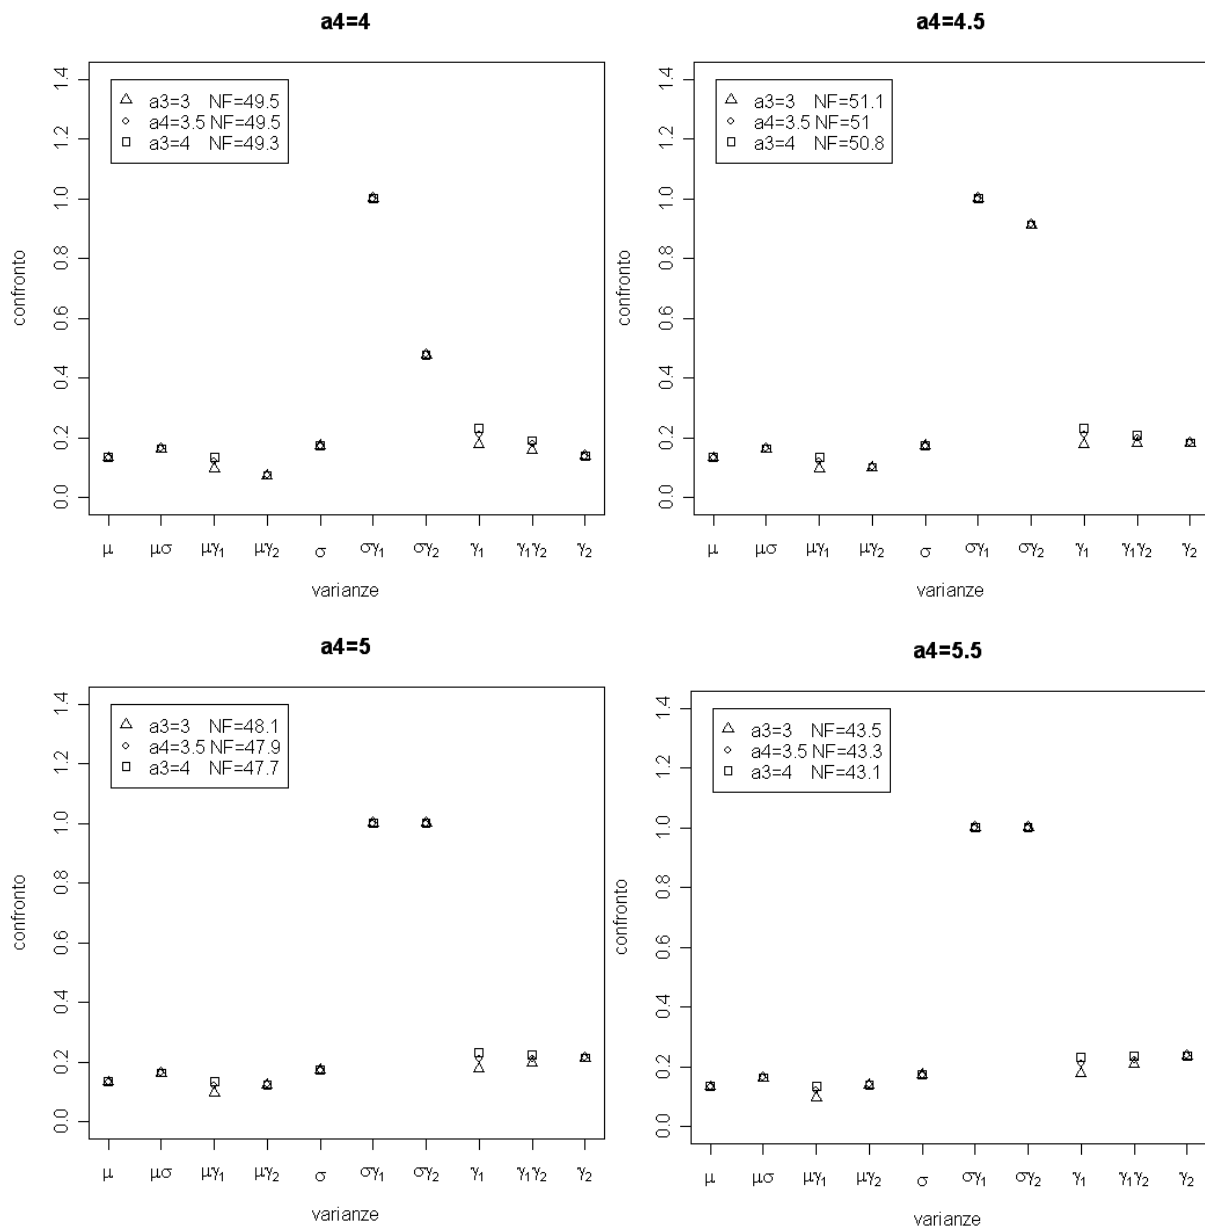 a4=4
1.4
1.2
1.0
0.8
0.6
0.4
0.2
0.0
confronto
a3=3 NF=49.5
a4=3.5 NF=49.5
a3=4 NF=49.3
μ μσ μγ₁ μγ₂ σ σγ₁ σγ₂ γ₁ γ₁γ₂ γ₂
varianze
a4=4.5
1.4
1.2
1.0
0.8
0.6
0.4
0.2
0.0
confronto
a3=3 NF=51.1
a4=3.5 NF=51
a3=4 NF=50.8
μ μσ μγ₁ μγ₂ σ σγ₁ σγ₂ γ₁ γ₁γ₂ γ₂
varianze
a4=5
1.4
1.2
1.0
0.8
0.6
0.4
0.2
0.0
confronto
a3=3 NF=48.1
a4=3.5 NF=47.9
a3=4 NF=47.7
μ μσ μγ₁ μγ₂ σ σγ₁ σγ₂ γ₁ γ₁γ₂ γ₂
varianze
a4=5.5
1.4
1.2
1.0
0.8
0.6
0.4
0.2
0.0
confronto
a3=3 NF=43.5
a4=3.5 NF=43.3
a3=4 NF=43.1
μ μσ μγ₁ μγ₂ σ σγ₁ σγ₂ γ₁ γ₁γ₂ γ₂
varianze